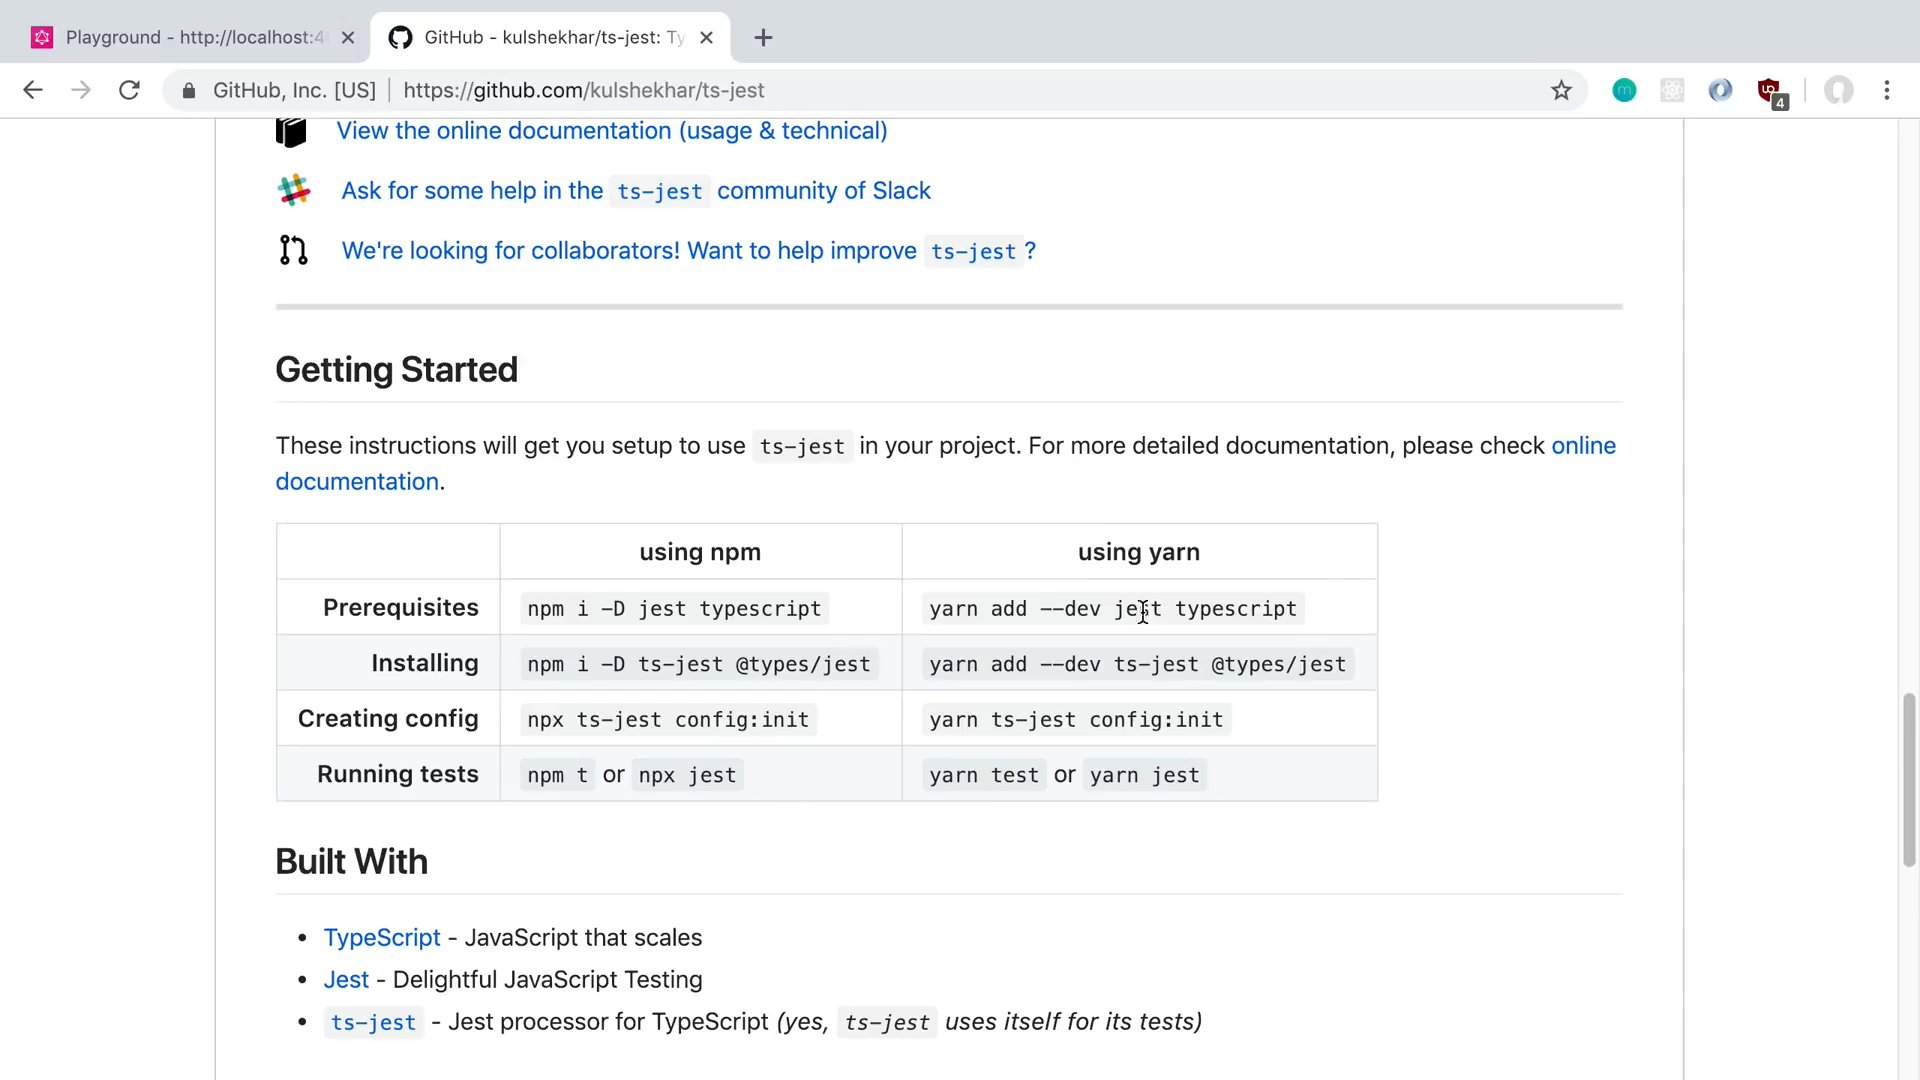 Playground - http://localhost:4
GitHub - kulshekhar/ts-jest: Ty
GitHub, Inc. [US]
https://github.com/kulshekhar/ts-jest
4
View the online documentation (usage & technical)
Ask for some help in the ts-jest community of Slack
We're looking for collaborators! Want to help improve ts-jest ?
Getting Started
These instructions will get you setup to use ts-jest in your project. For more detailed documentation, please check online
documentation.
using npm using yarn
Prerequisites npm i -D jest typescript yarn add --dev jest typescript
Installing npm i -D ts-jest @types/jest yarn add --dev ts-jest @types/jest
Creating config npx ts-jest config:init yarn ts-jest config:init
Running tests npm t or npx jest yarn test or yarn jest
Built With
• TypeScript - JavaScript that scales
• Jest - Delightful JavaScript Testing
• ts-jest - Jest processor for TypeScript (yes, ts-jest uses itself for its tests)